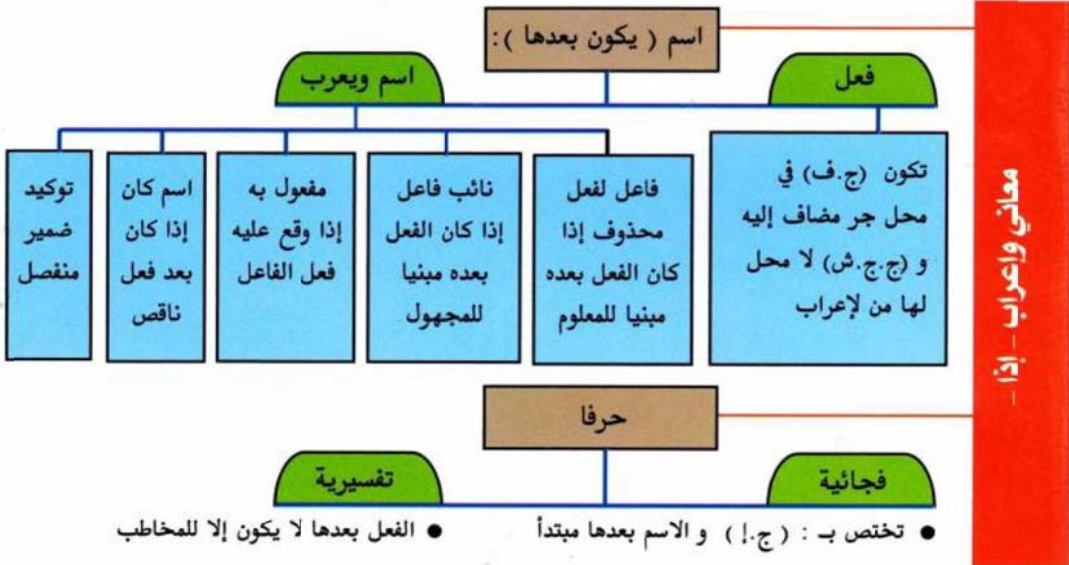 معاني وإعراب – إذا –
اسم ( يكون بعدها ):
فعل
اسم ويعرب
تكون (ج.ف) في
محل جر مضاف إليه
و (ج.ج.ش) لا محل
لها من لإعراب
فاعل لفعل
محذوف إذا
كان الفعل بعده
مبنيا للمعلوم
نائب فاعل
إذا كان الفعل
بعده مبنيا
للمجهول
مفعول به
إذا وقع عليه
فعل الفاعل
اسم كان
إذا كان
بعد فعل
ناقص
توكيد
ضمير
منفصل
حرفا
فجائية
تفسيرية
● تختص بـ : ( ج.إ ) و الاسم بعدها مبتدأ
● الفعل بعدها لا يكون إلا للمخاطب